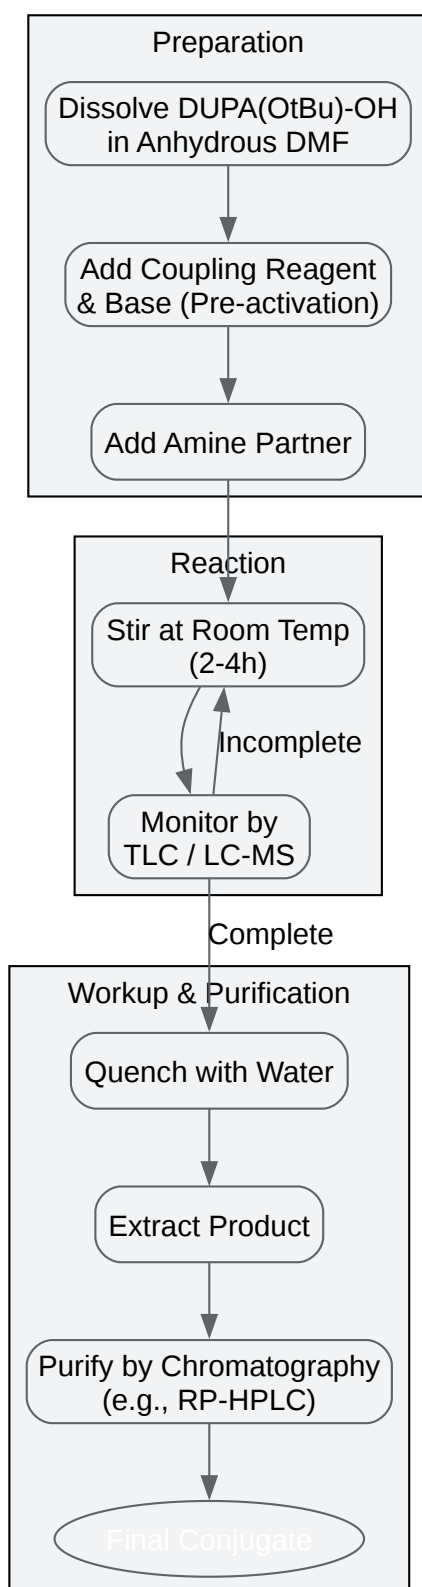 Preparation
Dissolve DUPA(OtBu)-OH
in Anhydrous DMF
Add Coupling Reagent
& Base (Pre-activation)
Add Amine Partner
Reaction
Stir at Room Temp
(2-4h)
Incomplete
Monitor by
TLC / LC-MS
Complete
Workup & Purification
Quench with Water
Extract Product
Purify by Chromatography
(e.g., RP-HPLC)
Final Conjugate